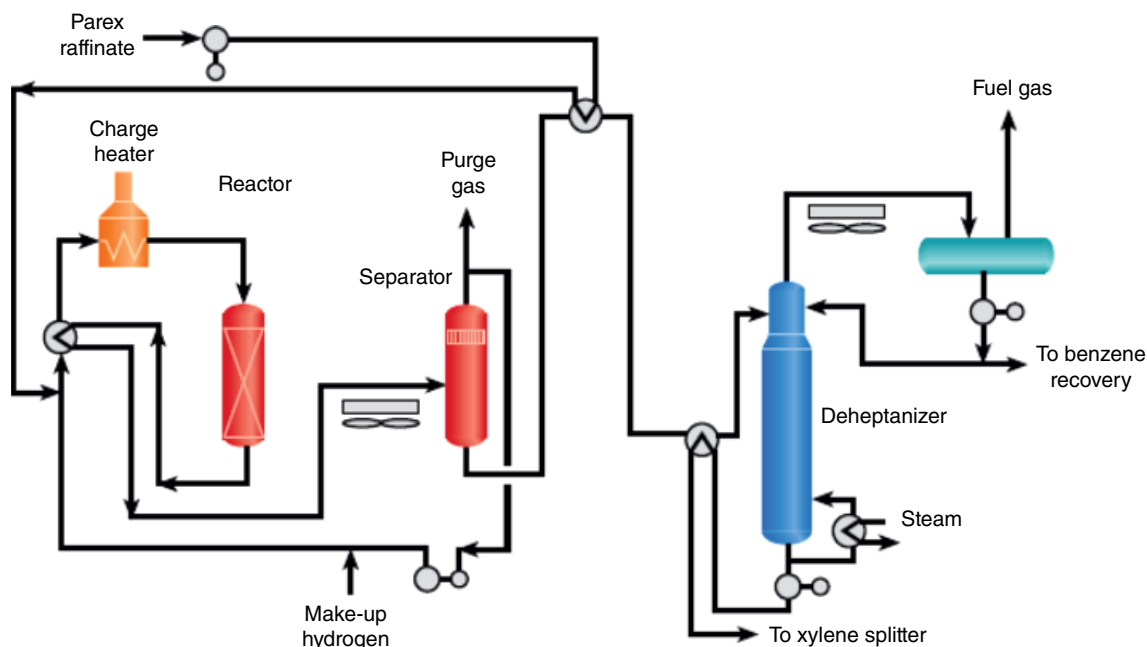 Parex
raffinate
Fuel gas
Charge
heater
Purge
gas
Reactor
Separator
To benzene
recovery
Deheptanizer
Steam
Make-up
hydrogen
To xylene splitter